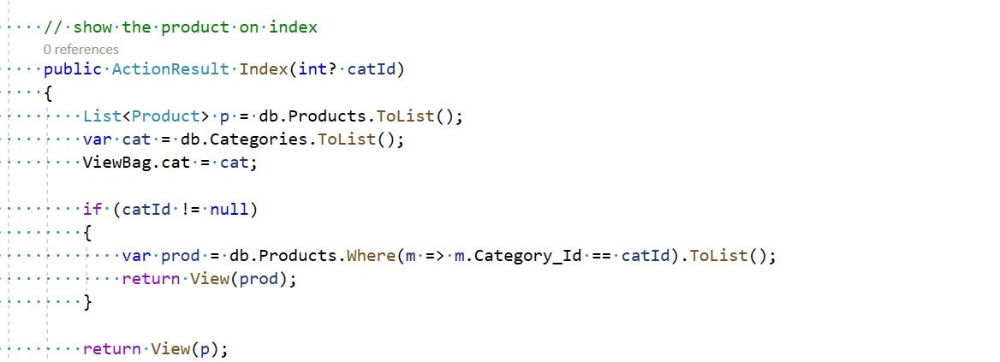 // show the product on index
0 references
public ActionResult Index(int? catId)
{
List<Product> p = db.Products.ToList();
var cat = db.Categories.ToList();
ViewBag.cat = cat;
if (catId != null)
{
var prod = db.Products.Where(m => m.Category_Id == catId).ToList();
return View(prod);
}
return View(p);